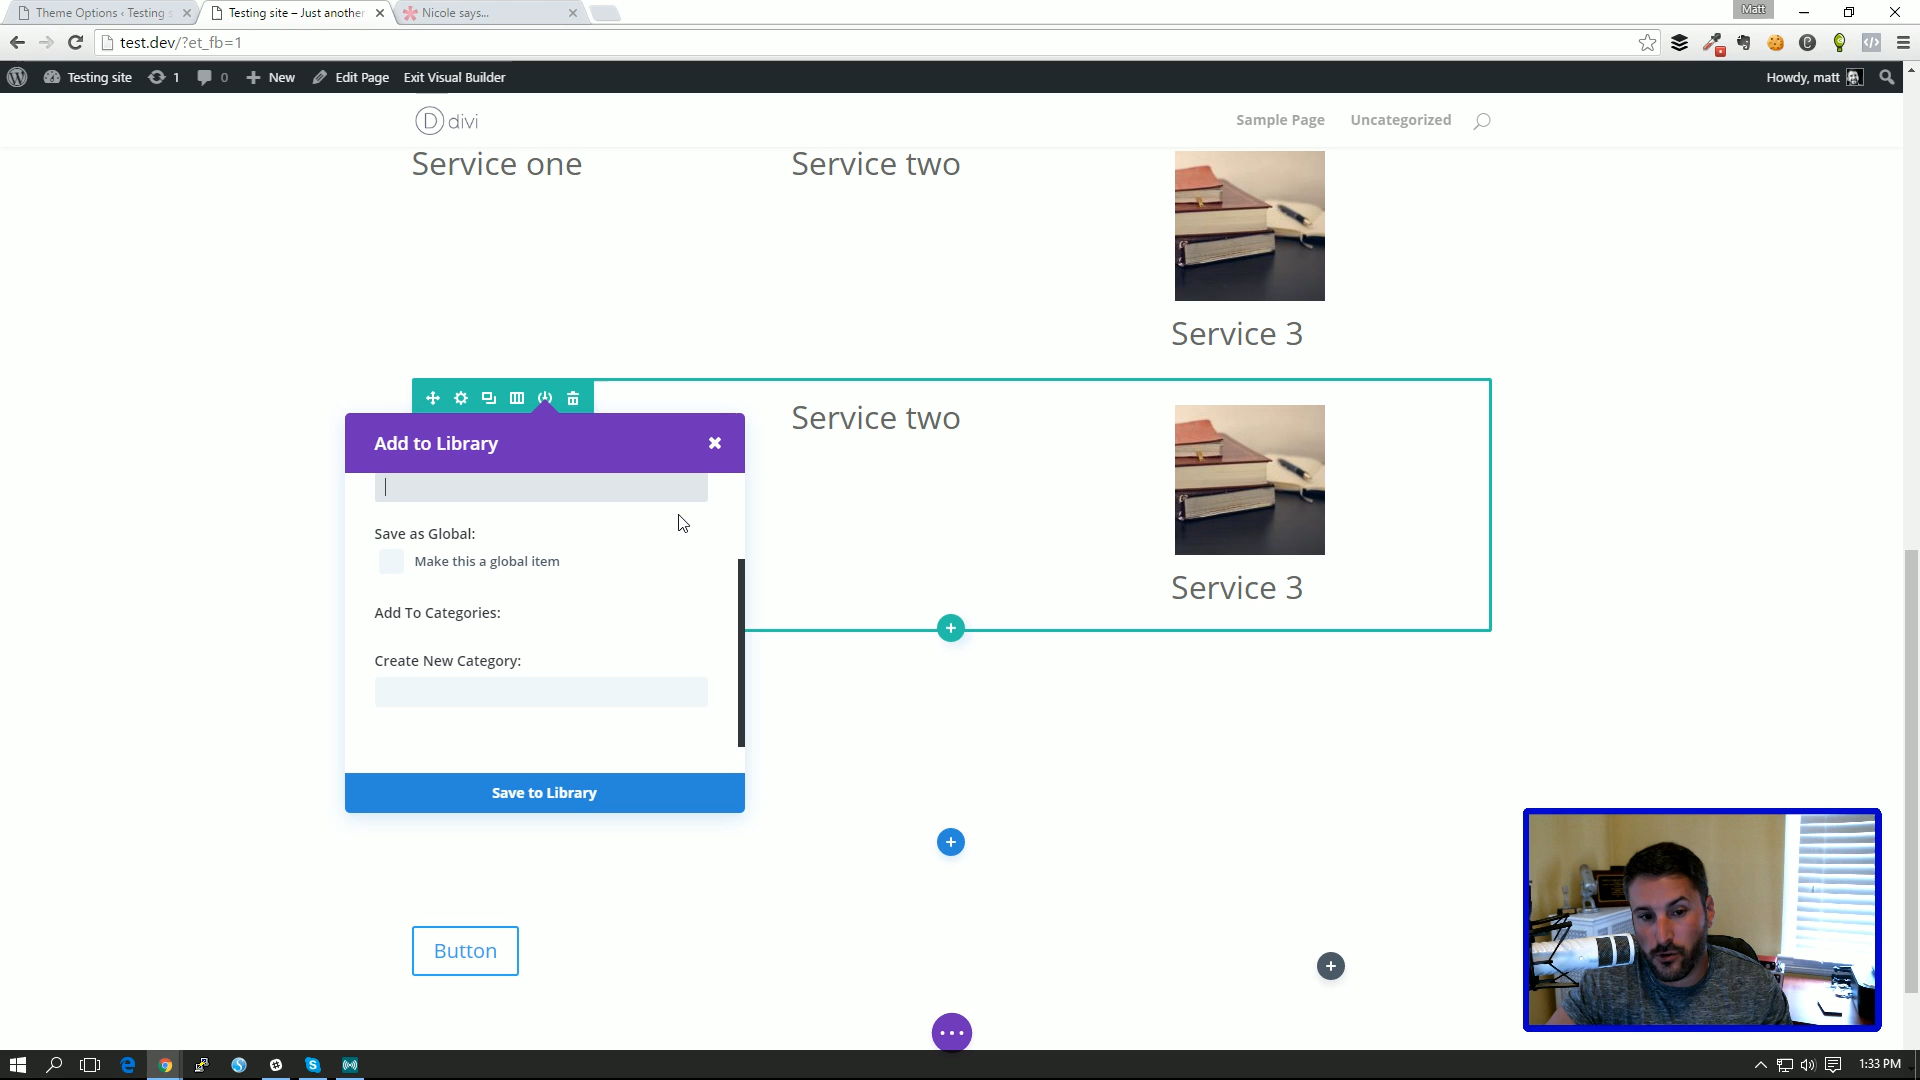 Theme Options ‹ Testing s
Testing site – Just another
Nicole says...
Matt
test.dev/?et_fb=1
Testing site
1
0
New
Edit Page
Exit Visual Builder
Howdy, matt
D divi
Sample Page
Uncategorized
Service one
Service two
Service 3
Add to Library
Service two
Save as Global:
Make this a global item
Service 3
Add To Categories:
Create New Category:
Save to Library
Button
1:33 PM